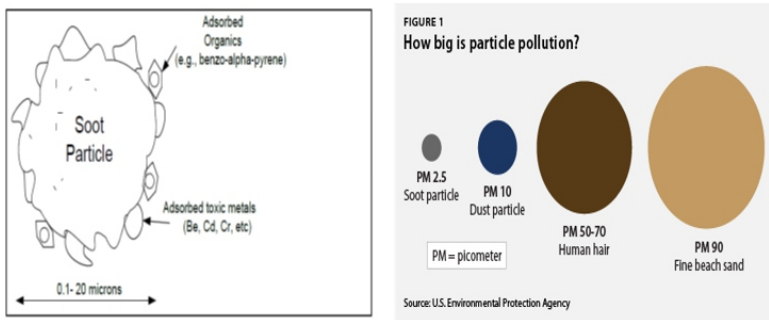 Adsorbed
Organics
(e.g., benzo-alpha-pyrene)
Soot
Particle
Adsorbed toxic metals
(Be, Cd, Cr, etc)
0.1- 20 microns
FIGURE 1
How big is particle pollution?
PM 2.5
Soot particle
PM 10
Dust particle
PM 50-70
Human hair
PM 90
Fine beach sand
PM = picometer
Source: U.S. Environmental Protection Agency